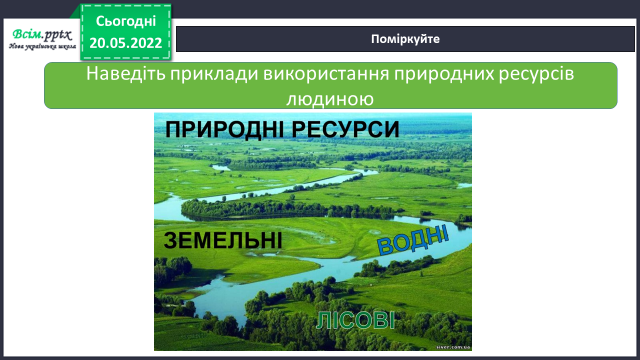 Всім.pptx
Нова українська школа
Сьогодні
20.05.2022
Поміркуйте
Наведіть приклади використання природних ресурсів
людиною
ПРИРОДНІ РЕСУРСИ
ЗЕМЕЛЬНІ
ВОДНІ
ЛІСОВІ